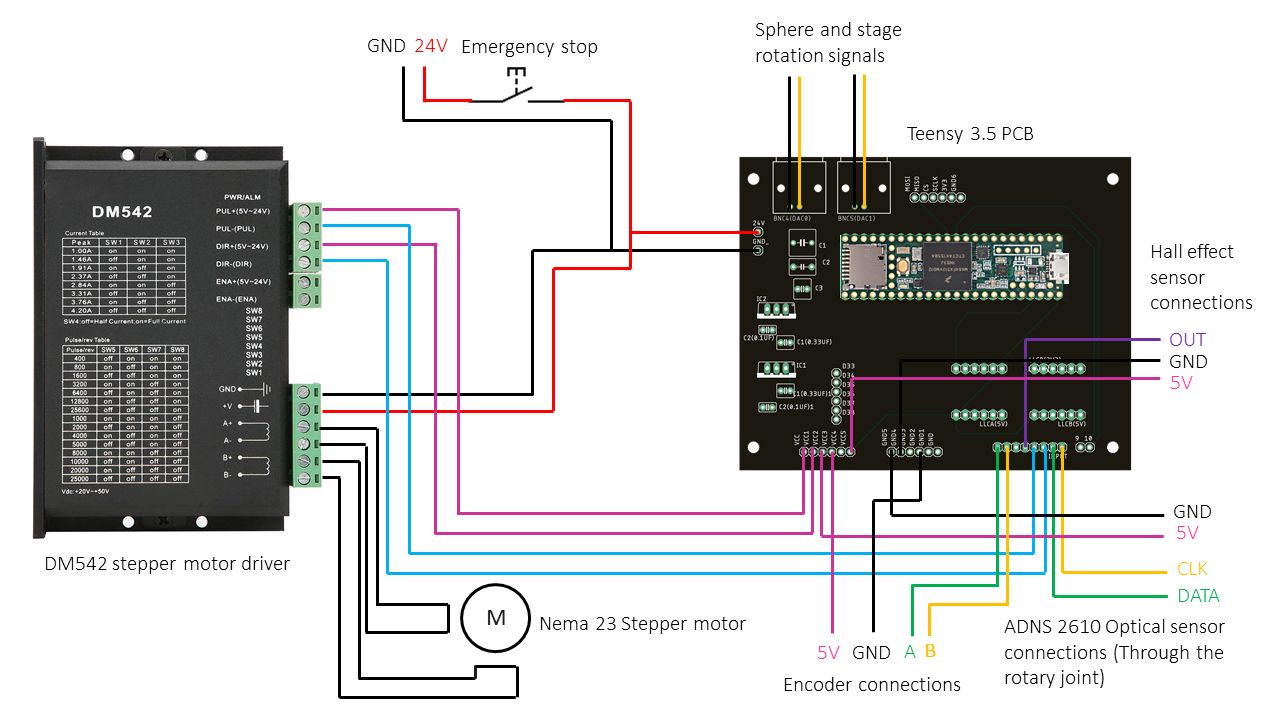 GND 24V Emergency stop
Sphere and stage
rotation signals
Teensy 3.5 PCB
DM542
Current Table
Peak SW1 SW2 SW3
1.00A on on on
1.46A off on on
1.91A on off on
2.37A off off on
2.84A on on off
3.31A off on off
3.76A on off off
4.20A off off off
SW4:off=Half Current;on=Full Current
Pulse/rev Table
Pulse/rev SW5 SW6 SW7 SW8
400 off on on on
800 on off on on
1600 off off on on
3200 on on off on
6400 off on off on
12800 on off off on
25600 off off off on
1000 on on on off
2000 off on on off
4000 on off on off
5000 off off on off
8000 on on off off
10000 off on off off
20000 on off off off
25000 off off off off
Vdc:+20V~+50V
PWR/ALM
PUL+(5V~24V)
PUL-(PUL)
DIR+(5V~24V)
DIR-(DIR)
ENA+(5V~24V)
ENA-(ENA)
SW8
SW7
SW6
SW5
SW4
SW3
SW2
SW1
GND
+V
A+
A-
B+
B-
DM542 stepper motor driver
M
Nema 23 Stepper motor
MOSI
MISO
CS
SCLK
3V3
GND6
BNC4(DAC0)
BNC5(DAC1)
24V
GND
C1
C2
C3
IC2
C2(0.1UF)
C1(0.33UF)
IC1
C1(0.33UF)1
C2(0.1UF)1
D33
D34
D35
D36
D37
D38
LLCA(5V)
LLCB(5V)
VCC
VCC1
VCC2
VCC3
VCC4
VCC5
GND5
GND4
GND3
GND2
GND1
GND
9 10
Hall effect
sensor
connections
OUT
GND
5V
GND
5V
CLK
DATA
ADNS 2610 Optical sensor
connections (Through the
rotary joint)
5V GND A B
Encoder connections